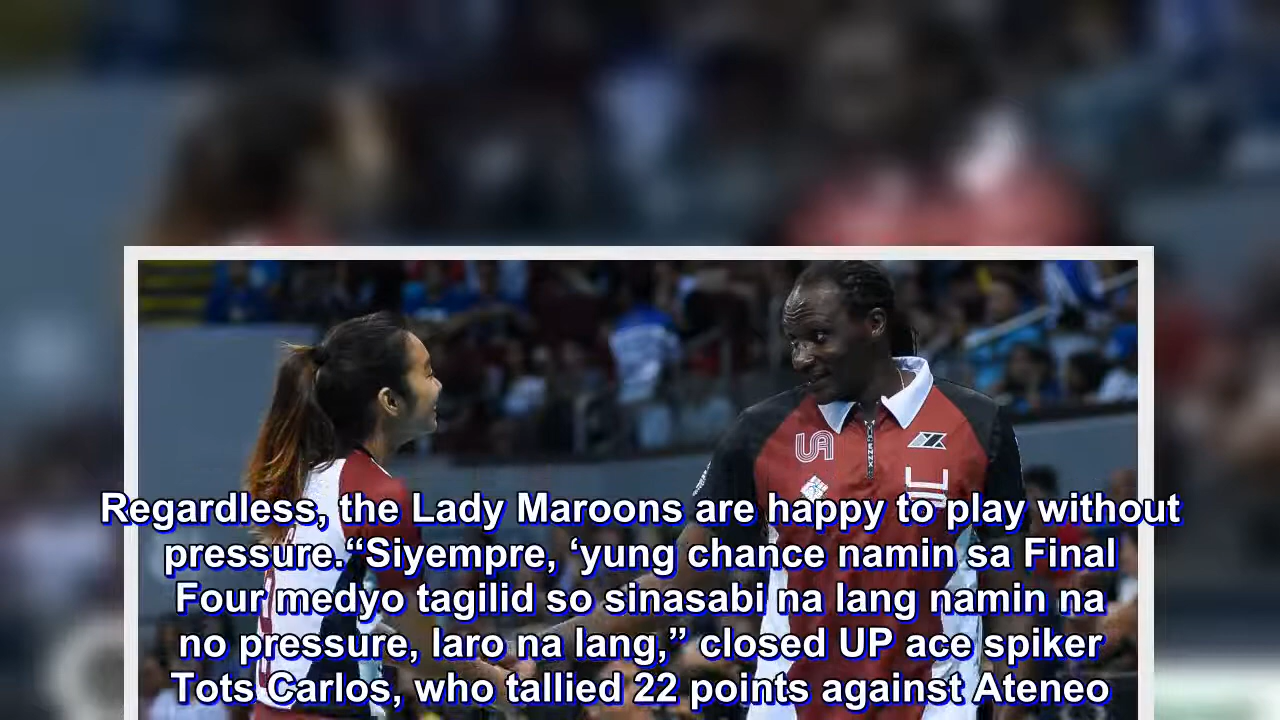 UA
Regardless, the Lady Maroons are happy to play without
pressure.“Siyempre, ‘yung chance namin sa Final
Four medyo tagilid so sinasabi na lang namin na
no pressure, laro na lang,” closed UP ace spiker
Tots Carlos, who tallied 22 points against Ateneo